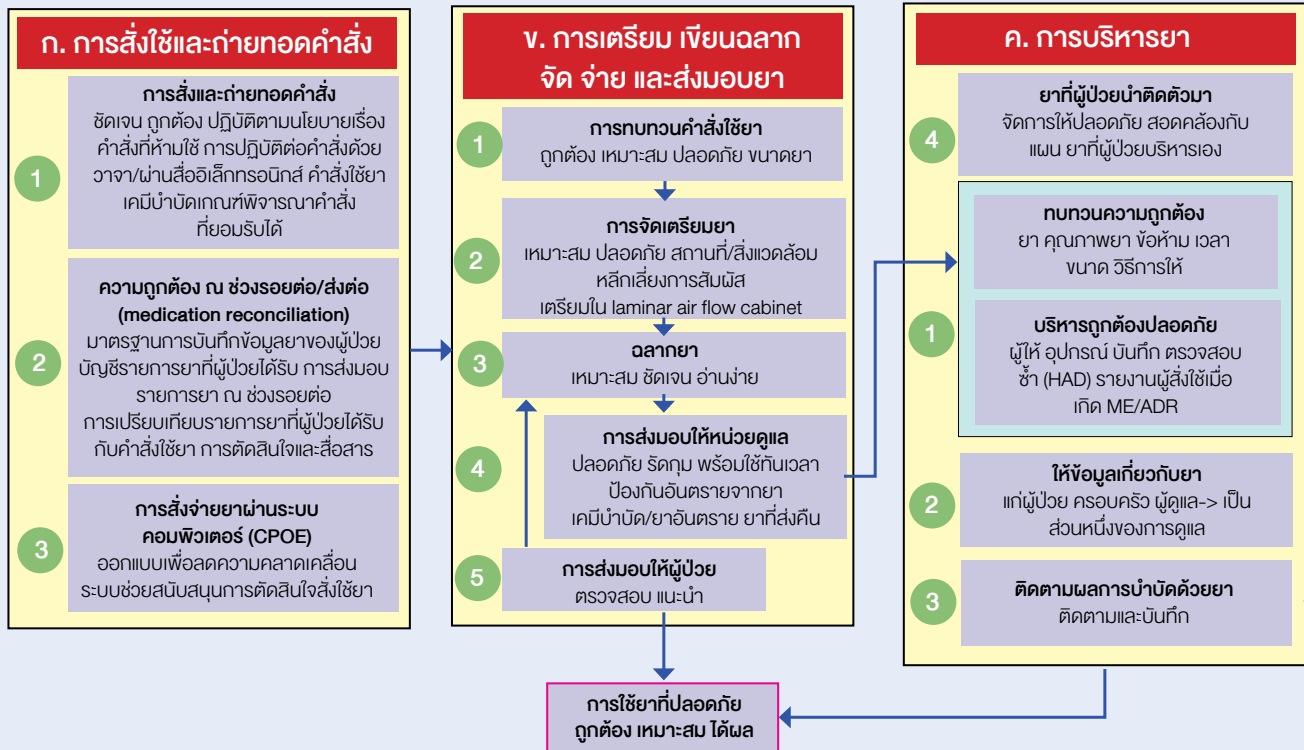 ก. การสั่งใช้และถ่ายทอดคำสั่ง
1
การสั่งและถ่ายทอดคำสั่ง
ชัดเจน ถูกต้อง ปฏิบัติตามนโยบายเรื่อง
คำสั่งที่ห้ามใช้ การปฏิบัติต่อคำสั่งด้วย
วาจา/ผ่านสื่ออิเล็กทรอนิกส์ คำสั่งใช้ยา
เคมีบำบัดเกณฑ์พิจารณาคำสั่ง
ที่ยอมรับได้
2
ความถูกต้อง ณ ช่วงรอยต่อ/ส่งต่อ
(medication reconciliation)
มาตรฐานการบันทึกข้อมูลยาของผู้ป่วย
บัญชีรายการยาที่ผู้ป่วยได้รับ การส่งมอบ
รายการยา ณ ช่วงรอยต่อ
การเปรียบเทียบรายการยาที่ผู้ป่วยได้รับ
กับคำสั่งใช้ยา การตัดสินใจและสื่อสาร
3
การสั่งจ่ายยาผ่านระบบ
คอมพิวเตอร์ (CPOE)
ออกแบบเพื่อลดความคลาดเคลื่อน
ระบบช่วยสนับสนุนการตัดสินใจสั่งใช้ยา
ข. การเตรียม เขียนฉลาก
จัด จ่าย และส่งมอบยา
1
การทบทวนคำสั่งใช้ยา
ถูกต้อง เหมาะสม ปลอดภัย ขนาดยา
2
การจัดเตรียมยา
เหมาะสม ปลอดภัย สถานที่/สิ่งแวดล้อม
หลีกเลี่ยงการสัมผัส
เตรียมใน laminar air flow cabinet
3
ฉลากยา
เหมาะสม ชัดเจน อ่านง่าย
4
การส่งมอบให้หน่วยดูแล
ปลอดภัย รัดกุม พร้อมใช้ทันเวลา
ป้องกันอันตรายจากยา
เคมีบำบัด/ยาอันตราย ยาที่ส่งคืน
5
การส่งมอบให้ผู้ป่วย
ตรวจสอบ แนะนำ
ค. การบริหารยา
4
ยาที่ผู้ป่วยนำติดตัวมา
จัดการให้ปลอดภัย สอดคล้องกับ
แผน ยาที่ผู้ป่วยบริหารเอง
1
ทบทวนความถูกต้อง
ยา คุณภาพยา ข้อห้าม เวลา
ขนาด วิธีการให้
บริหารถูกต้องปลอดภัย
ผู้ให้ อุปกรณ์ บันทึก ตรวจสอบ
ซ้ำ (HAD) รายงานผู้สั่งใช้เมื่อ
เกิด ME/ADR
2
ให้ข้อมูลเกี่ยวกับยา
แก่ผู้ป่วย ครอบครัว ผู้ดูแล-> เป็น
ส่วนหนึ่งของการดูแล
3
ติดตามผลการบำบัดด้วยยา
ติดตามและบันทึก
การใช้ยาที่ปลอดภัย
ถูกต้อง เหมาะสม ได้ผล